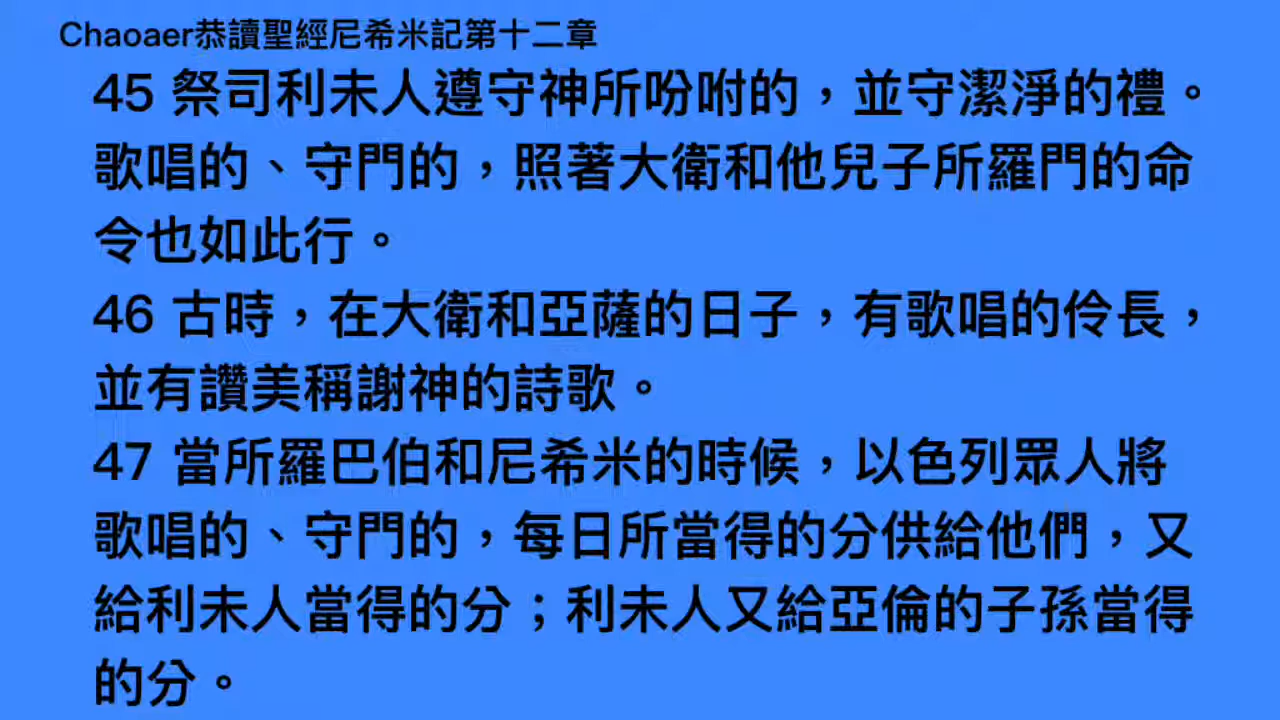 Chaoaer恭讀聖經尼希米記第十二章
45 祭司利未人遵守神所吩咐的，並守潔淨的禮。
歌唱的、守門的，照著大衛和他兒子所羅門的命
令也如此行。
46 古時，在大衛和亞薩的日子，有歌唱的伶長，
並有讚美稱謝神的詩歌。
47 當所羅巴伯和尼希米的時候，以色列眾人將
歌唱的、守門的，每日所當得的分供給他們，又
給利未人當得的分；利未人又給亞倫的子孫當得
的分。